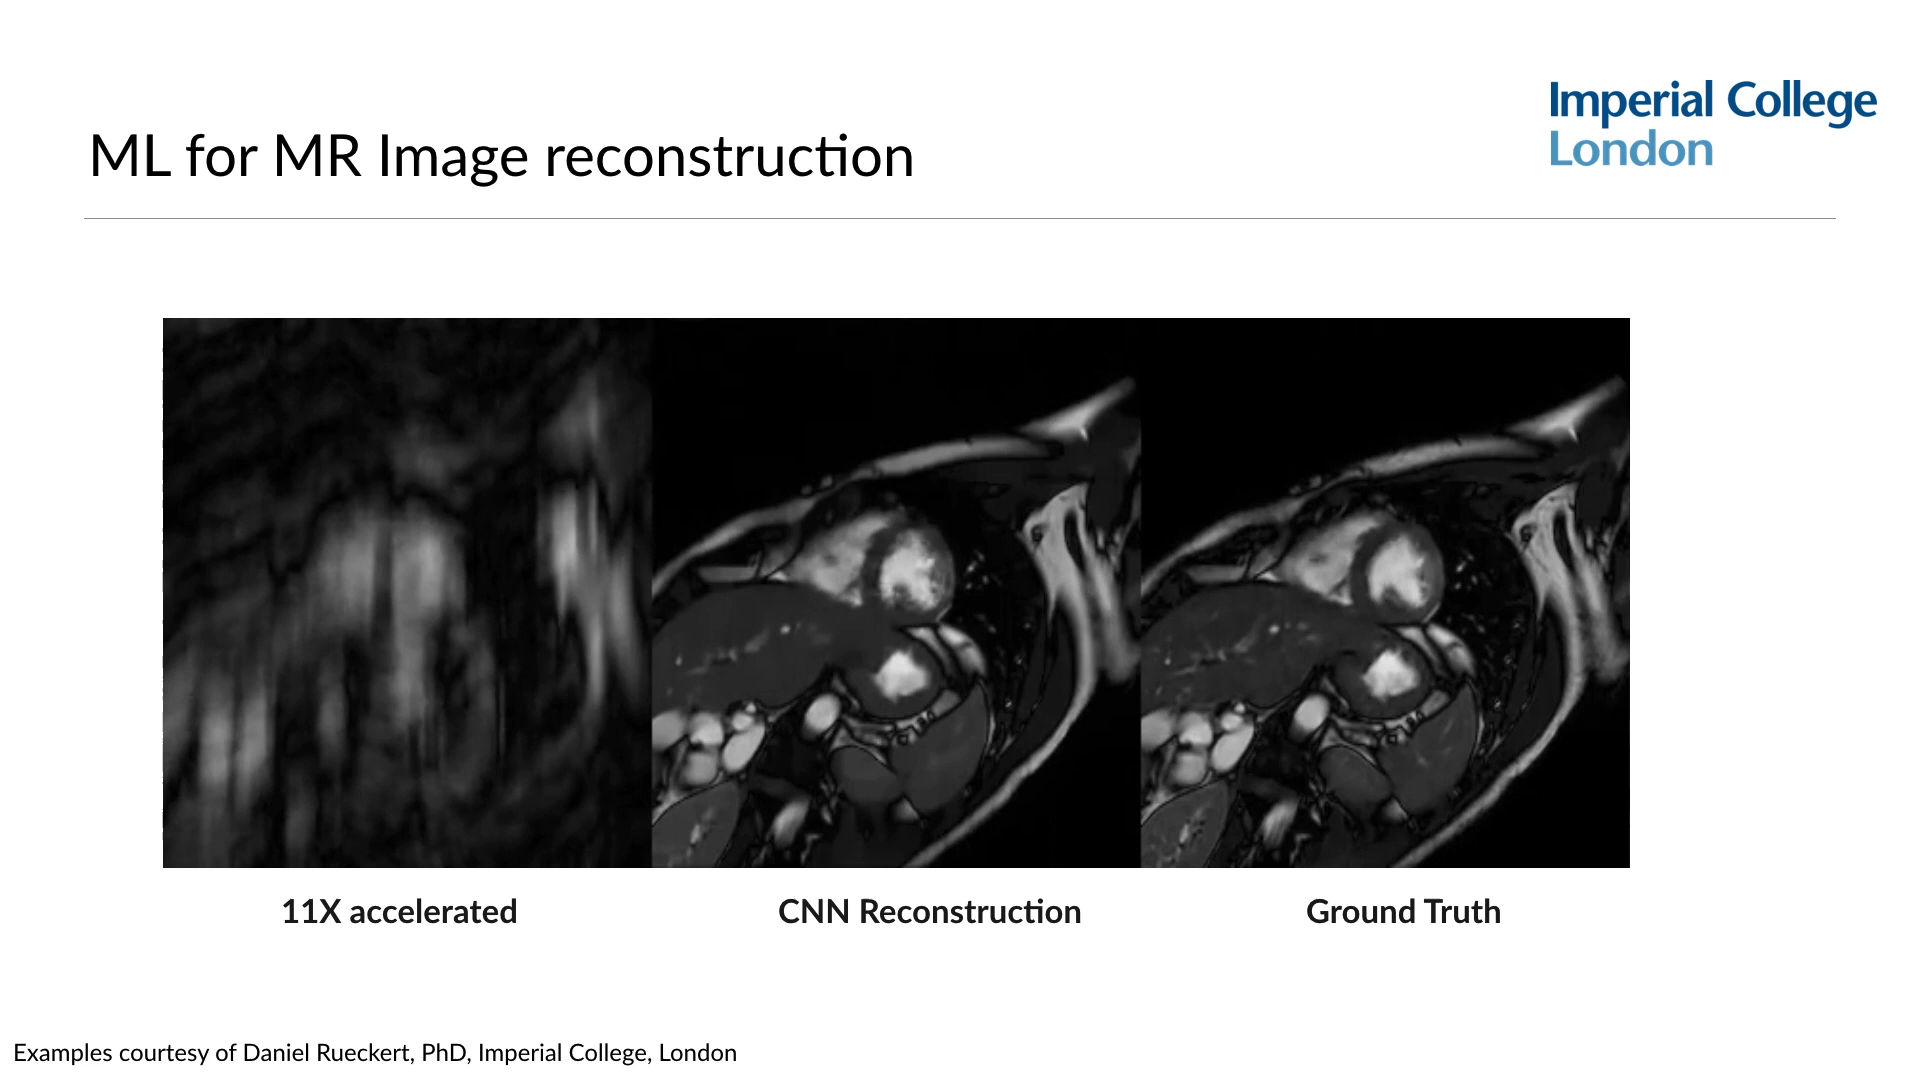 Imperial College
London
ML for MR Image reconstruction
11X accelerated
CNN Reconstruction
Ground Truth
Examples courtesy of Daniel Rueckert, PhD, Imperial College, London